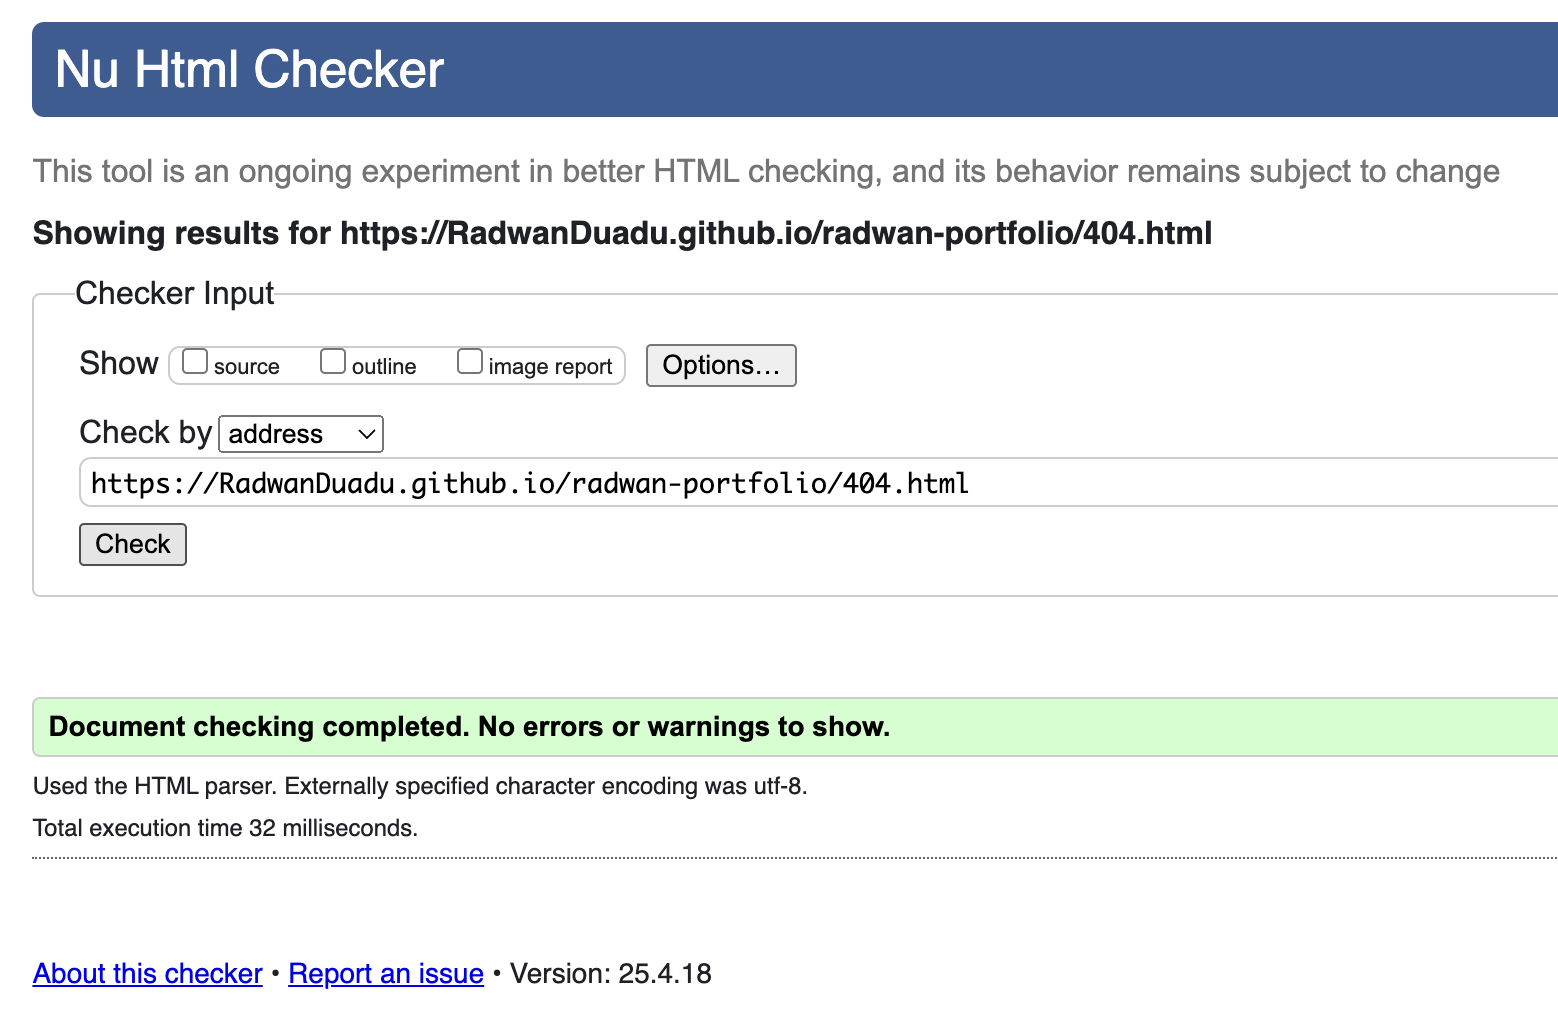 Nu Html Checker
This tool is an ongoing experiment in better HTML checking, and its behavior remains subject to change
Showing results for https://RadwanDuadu.github.io/radwan-portfolio/404.html
Checker Input
Show source outline image report Options...
Check by address
https://RadwanDuadu.github.io/radwan-portfolio/404.html
Check
Document checking completed. No errors or warnings to show.
Used the HTML parser. Externally specified character encoding was utf-8.
Total execution time 32 milliseconds.
About this checker • Report an issue • Version: 25.4.18